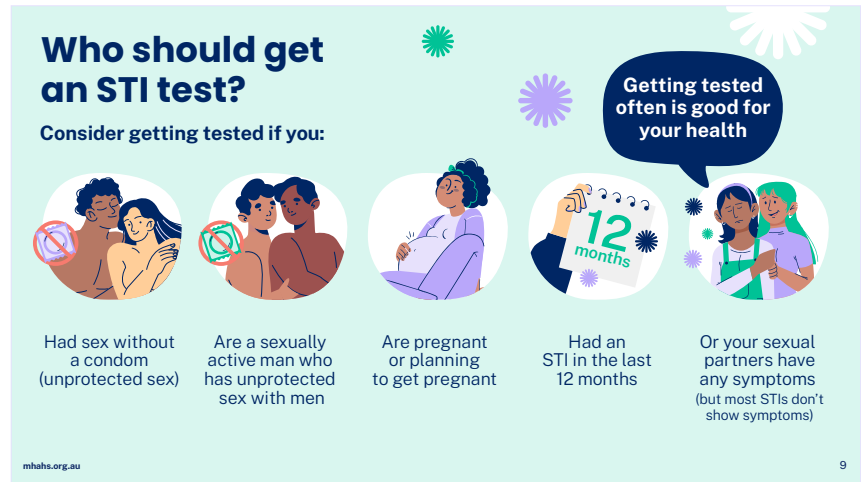 Who should get
an STI test?
Consider getting tested if you:
Getting tested
often is good for
your health
12
months
Had sex without
a condom
(unprotected sex)
Are a sexually
active man who
has unprotected
sex with men
Are pregnant
or planning
to get pregnant
Had an
STI in the last
12 months
Or your sexual
partners have
any symptoms
(but most STIs don't
show symptoms)
mhahs.org.au
9